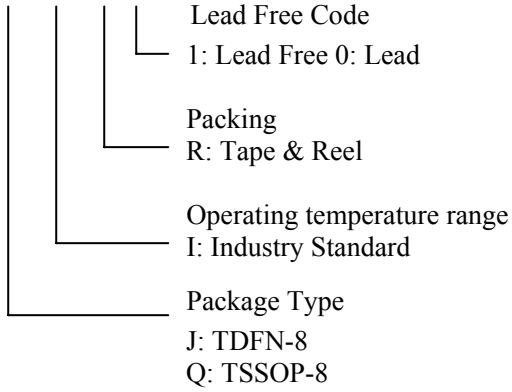 Lead Free Code
1: Lead Free 0: Lead
Packing
R: Tape & Reel
Operating temperature range
I: Industry Standard
Package Type
J: TDFN-8
Q: TSSOP-8